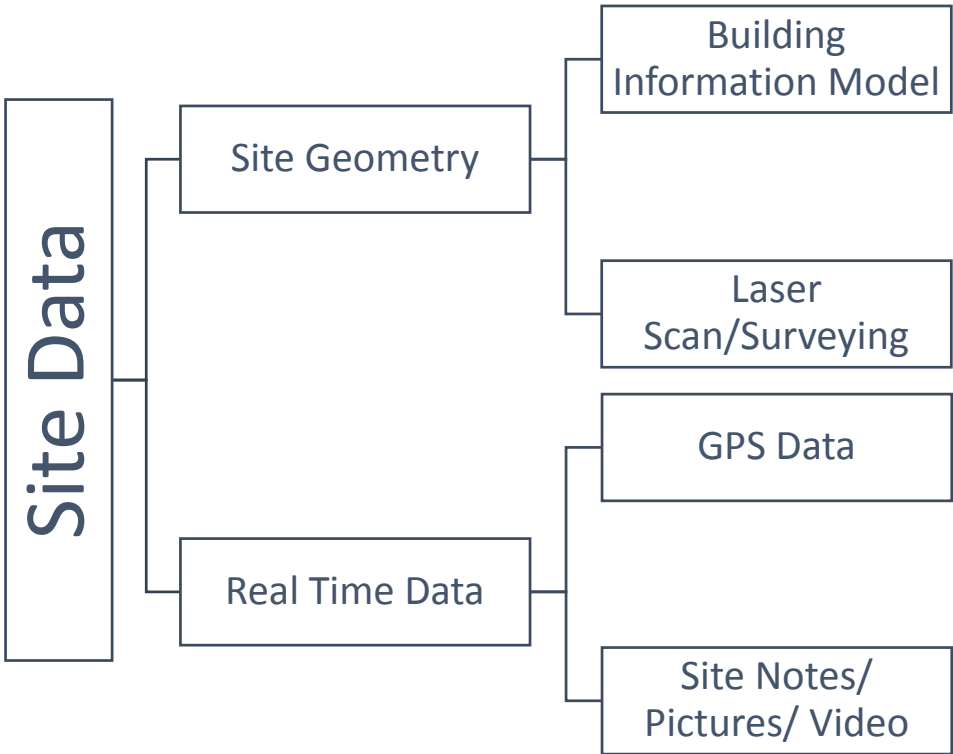 Site Data
Site Geometry
Building
Information Model
Laser
Scan/Surveying
Real Time Data
GPS Data
Site Notes/
Pictures/ Video